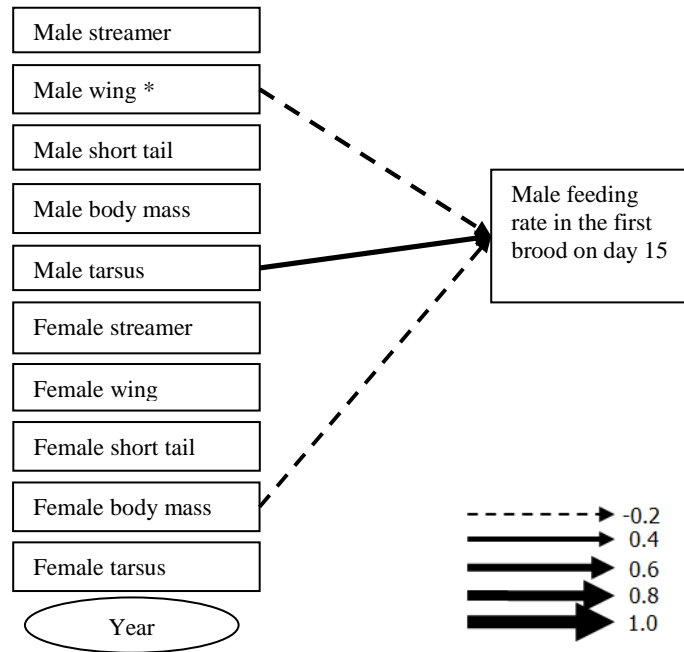 Male streamer
Male wing *
Male short tail
Male body mass
Male tarsus
Female streamer
Female wing
Female short tail
Female body mass
Female tarsus
Year
Male feeding
rate in the first
brood on day 15
-0.2
0.4
0.6
0.8
1.0